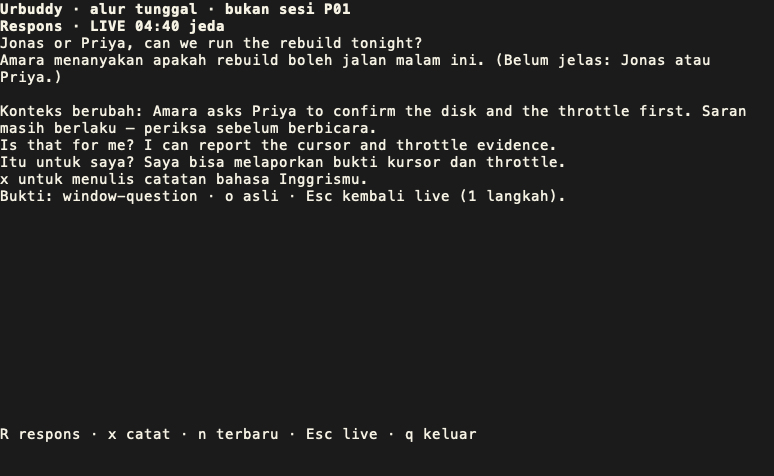 Urbuddy · alur tunggal · bukan sesi P01
Respons · LIVE 04:40 jeda
Jonas or Priya, can we run the rebuild tonight?
Amara menanyakan apakah rebuild boleh jalan malam ini. (Belum jelas: Jonas atau
Priya.)
Konteks berubah: Amara asks Priya to confirm the disk and the throttle first. Saran
masih berlaku — periksa sebelum berbicara.
Is that for me? I can report the cursor and throttle evidence.
Itu untuk saya? Saya bisa melaporkan bukti kursor dan throttle.
x untuk menulis catatan bahasa Inggrismu.
Bukti: window-question · o asli · Esc kembali live (1 langkah).
R respons · x catat · n terbaru · Esc live · q keluar